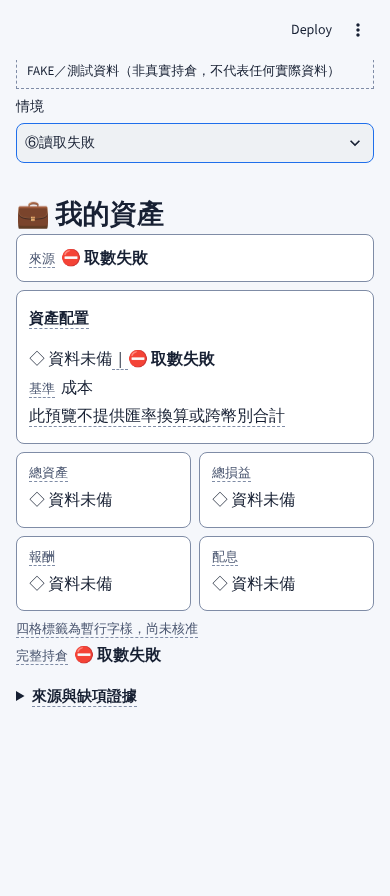 Deploy
FAKE／測試資料（非真實持倉，不代表任何實際資料）
情境
⑥讀取失敗
💼 我的資產
來源 ⛔ 取數失敗
資產配置
◇ 資料未備｜⛔ 取數失敗
基準 成本
此預覽不提供匯率換算或跨幣別合計
總資產
◇ 資料未備
總損益
◇ 資料未備
報酬
◇ 資料未備
配息
◇ 資料未備
四格標籤為暫行字樣，尚未核准
完整持倉 ⛔ 取數失敗
▶ 來源與缺項證據